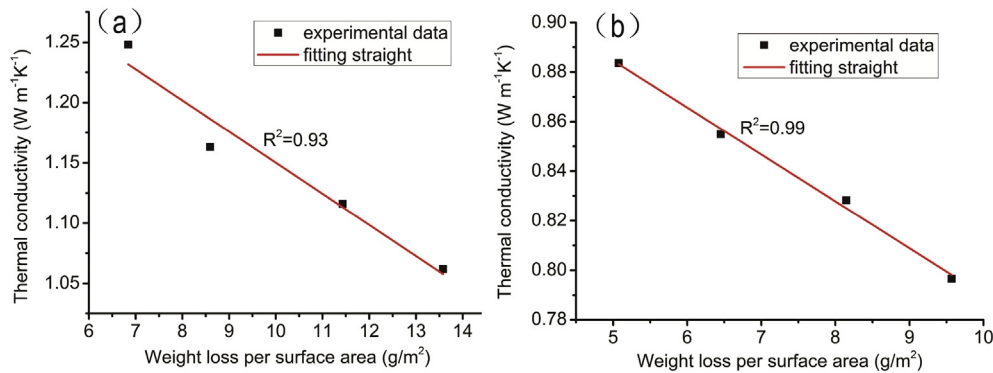 (a)
experimental data
fitting straight
R²=0.93
Thermal conductivity (W m⁻¹K⁻¹)
1.25
1.20
1.15
1.10
1.05
6 7 8 9 10 11 12 13 14
Weight loss per surface area (g/m²)
(b)
experimental data
fitting straight
R²=0.99
Thermal conductivity (W m⁻¹K⁻¹)
0.90
0.88
0.86
0.84
0.82
0.80
0.78
5 6 7 8 9 10
Weight loss per surface area (g/m²)